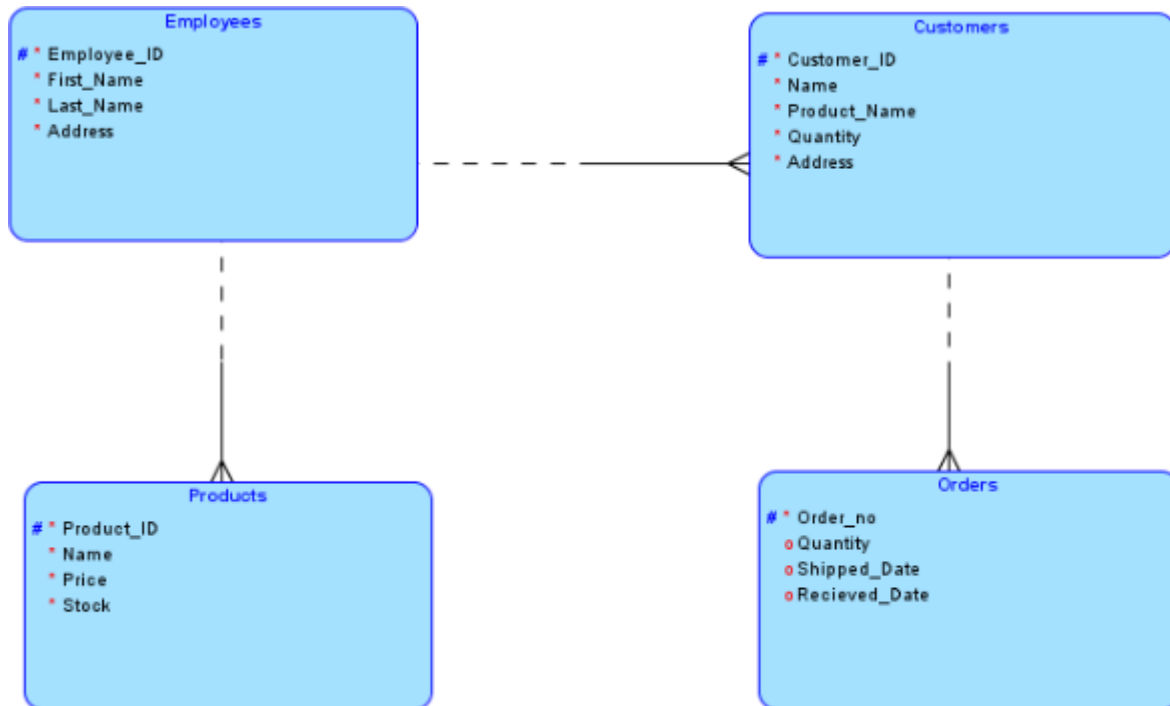 Employees
# * Employee_ID
* First_Name
* Last_Name
* Address
Customers
# * Customer_ID
* Name
* Product_Name
* Quantity
* Address
Products
# * Product_ID
* Name
* Price
* Stock
Orders
# * Order_no
o Quantity
o Shipped_Date
o Recieved_Date